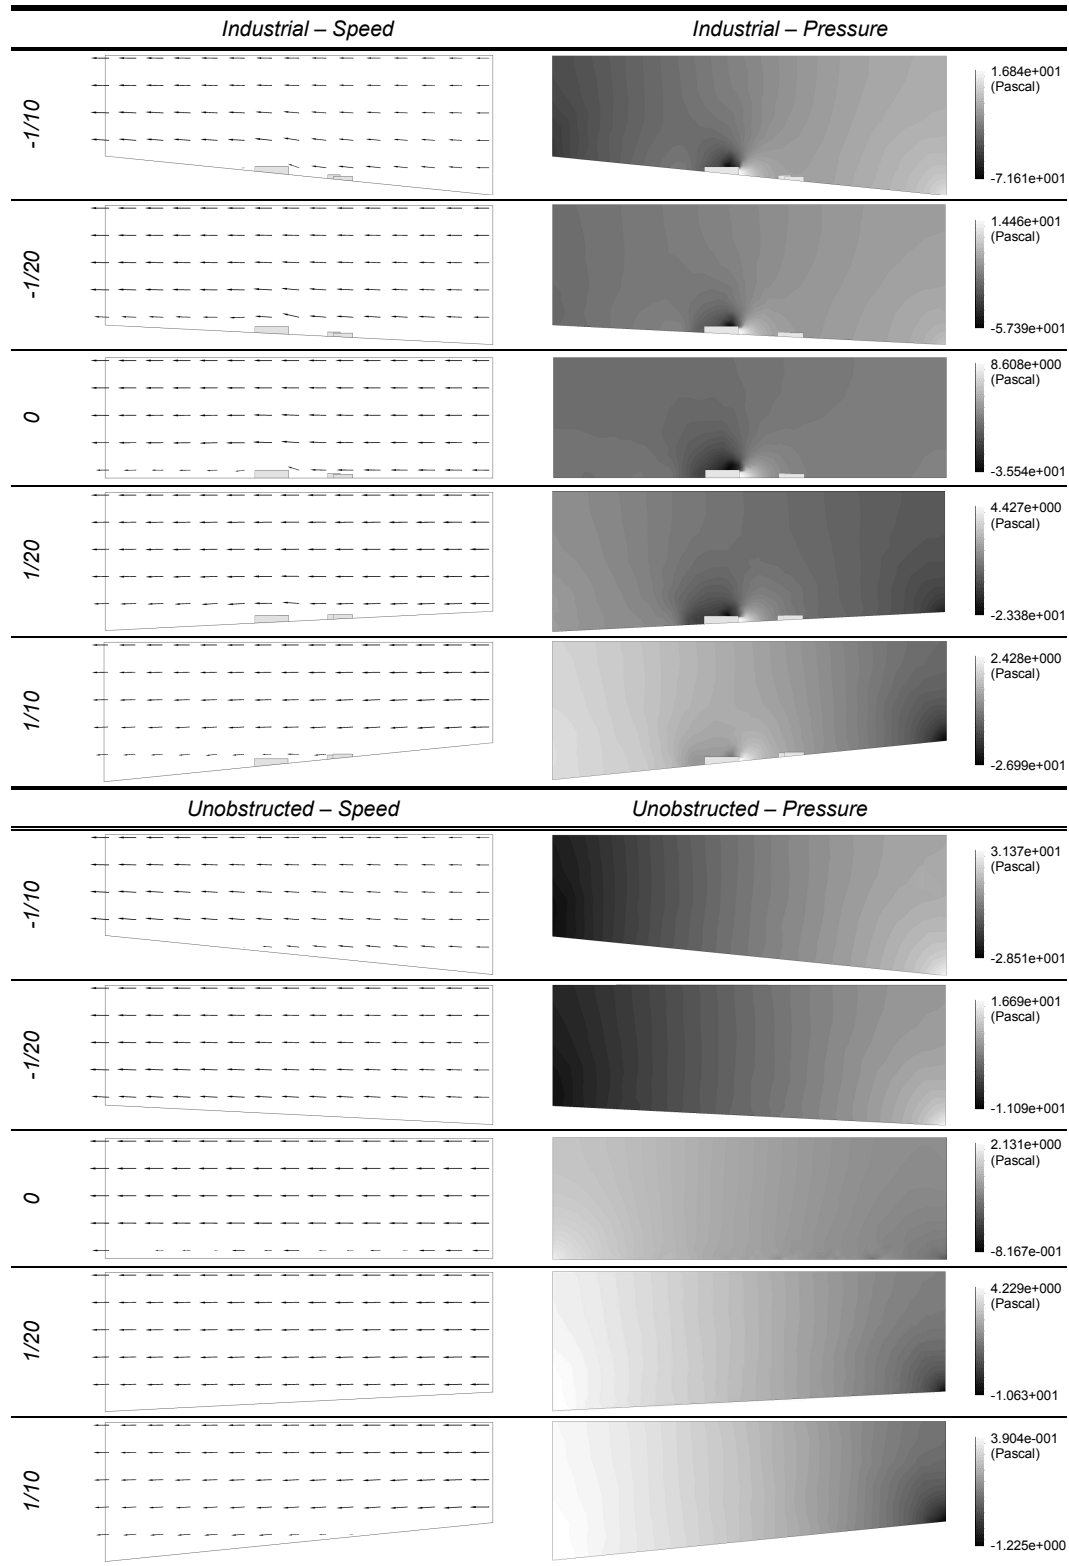 Industrial – Speed
Industrial – Pressure
-1/10
1.684e+001
(Pascal)
-7.161e+001
-1/20
1.446e+001
(Pascal)
-5.739e+001
0
8.608e+000
(Pascal)
-3.554e+001
1/20
4.427e+000
(Pascal)
-2.338e+001
1/10
2.428e+000
(Pascal)
-2.699e+001
Unobstructed – Speed
Unobstructed – Pressure
-1/10
3.137e+001
(Pascal)
-2.851e+001
-1/20
1.669e+001
(Pascal)
-1.109e+001
0
2.131e+000
(Pascal)
-8.167e-001
1/20
4.229e+000
(Pascal)
-1.063+001
1/10
3.904e-001
(Pascal)
-1.225e+000